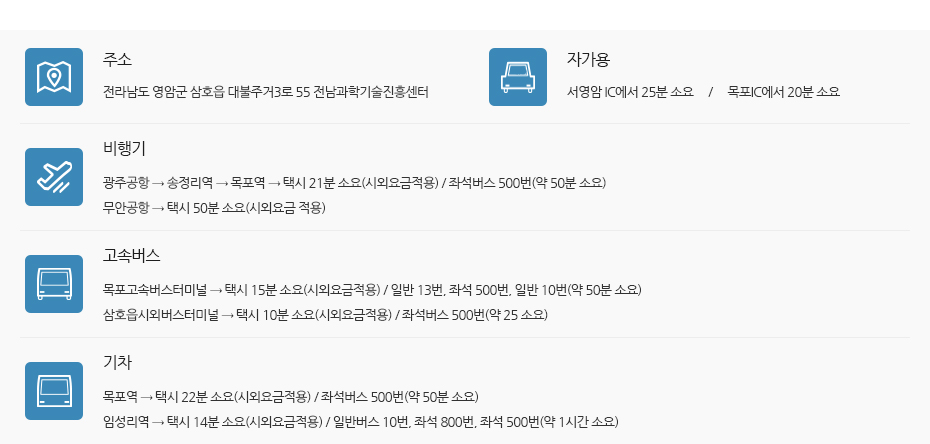 주소
전라남도 영암군 삼호읍 대불주거3로 55 전남과학기술진흥센터
자가용
서영암 IC에서 25분 소요 / 목포IC에서 20분 소요
비행기
광주공항 → 송정리역 → 목포역 → 택시 21분 소요(시외요금적용) / 좌석버스 500번(약 50분 소요)
무안공항 → 택시 50분 소요(시외요금 적용)
고속버스
목포고속버스터미널 → 택시 15분 소요(시외요금적용) / 일반 13번, 좌석 500번, 일반 10번(약 50분 소요)
삼호읍시외버스터미널 → 택시 10분 소요(시외요금적용) / 좌석버스 500번(약 25 소요)
기차
목포역 → 택시 22분 소요(시외요금적용) / 좌석버스 500번(약 50분 소요)
임성리역 → 택시 14분 소요(시외요금적용) / 일반버스 10번, 좌석 800번, 좌석 500번(약 1시간 소요)